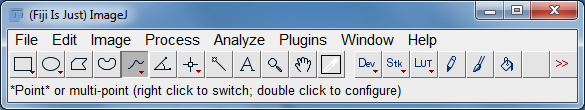 (Fiji Is Just) ImageJ
File Edit Image Process Analyze Plugins Window Help
A Dev Stk LUT >>
*Point* or multi-point (right click to switch; double click to configure)